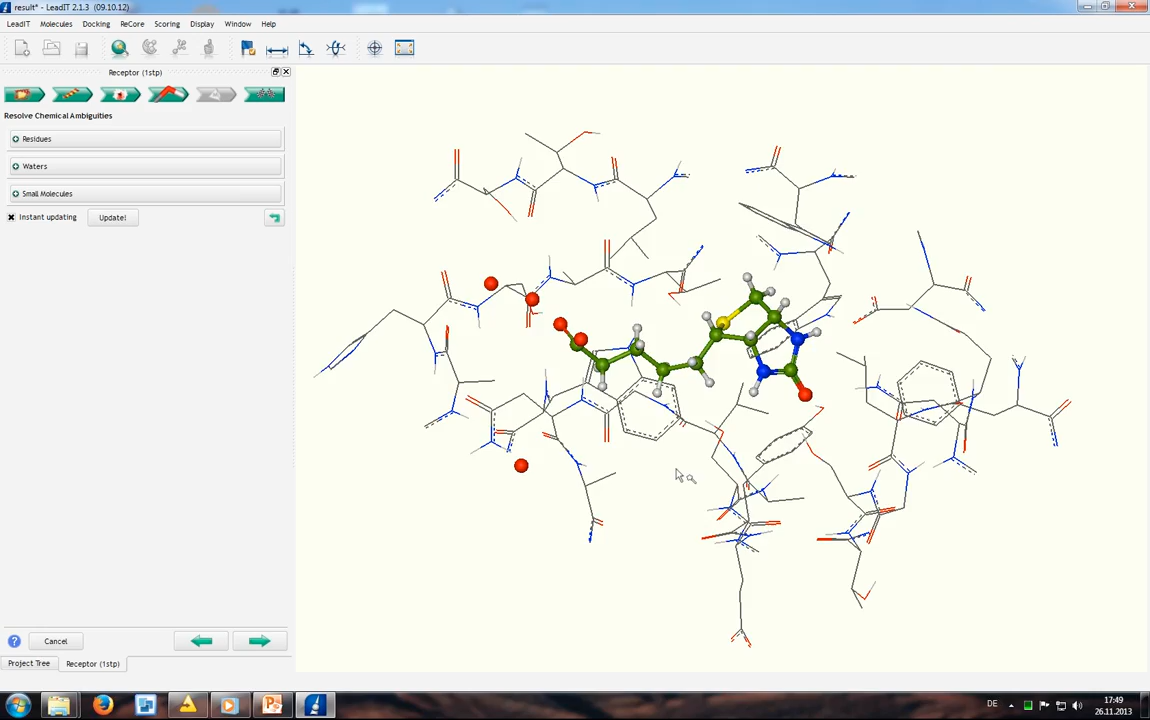 result* - LeadIT 2.1.3 (09.10.12)
LeadIT Molecules Docking ReCore Scoring Display Window Help
Receptor (1stp)
Resolve Chemical Ambiguities
Residues
Waters
Small Molecules
Instant updating Update!
Cancel
Project Tree Receptor (1stp)
DE 17:49
26.11.2013